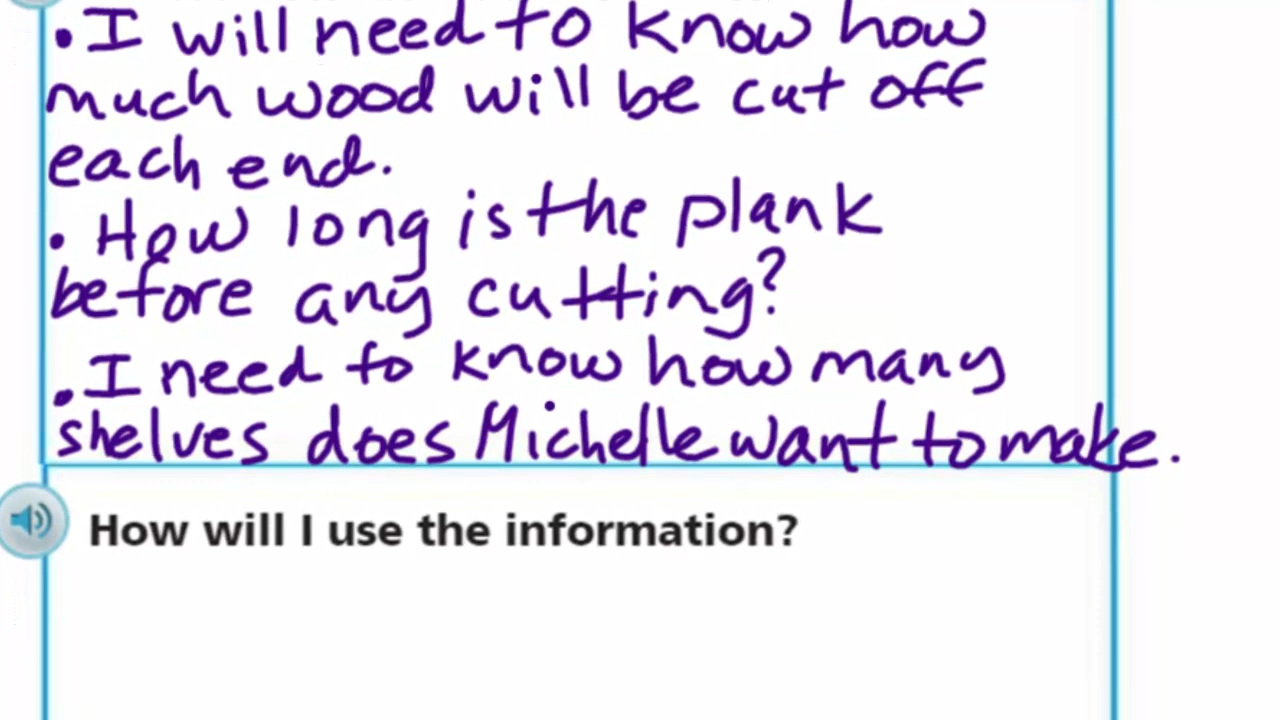 • I will need to know how
much wood will be cut off
each end.
• How long is the plank
before any cutting?
• I need to know how many
shelves does Michelle want to make.
How will I use the information?